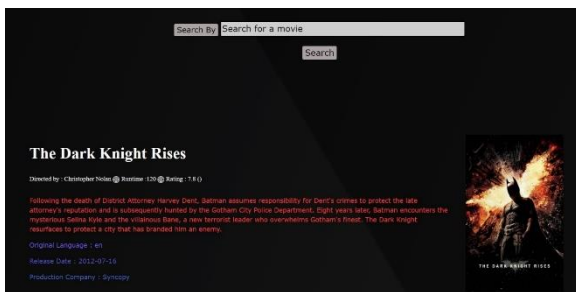 Search By Search for a movie
Search
The Dark Knight Rises
Directed by : Christopher Nolan Runtime :120 Rating : 7.8 ()
Following the death of District Attorney Harvey Dent, Batman assumes responsibility for Dent's crimes to protect the late
attorney's reputation and is subsequently hunted by the Gotham City Police Department. Eight years later, Batman encounters the
mysterious Selina Kyle and the villainous Bane, a new terrorist leader who overwhelms Gotham's finest. The Dark Knight
resurfaces to protect a city that has branded him an enemy.
Original Language : en
Release Date : 2012-07-16
Production Company : Syncopy
THE DARK KNIGHT RISES